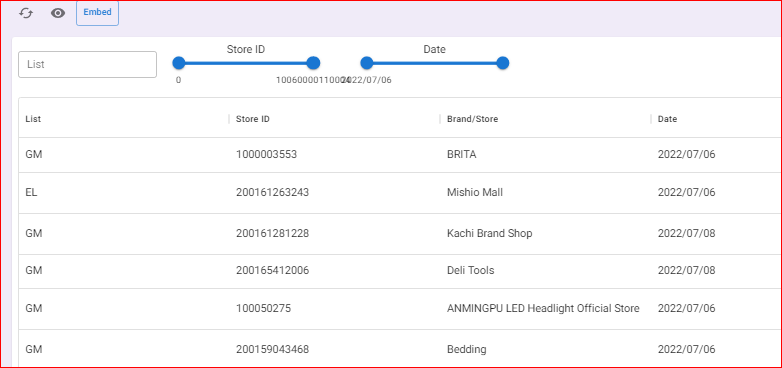 Embed
List
Store ID
Date
0
2022/07/06
List Store ID Brand/Store Date
GM 1000003553 BRITA 2022/07/06
EL 200161263243 Mishio Mall 2022/07/06
GM 200161281228 Kachi Brand Shop 2022/07/08
GM 200165412006 Deli Tools 2022/07/08
GM 100050275 ANMINGPU LED Headlight Official Store 2022/07/06
GM 200159043468 Bedding 2022/07/06